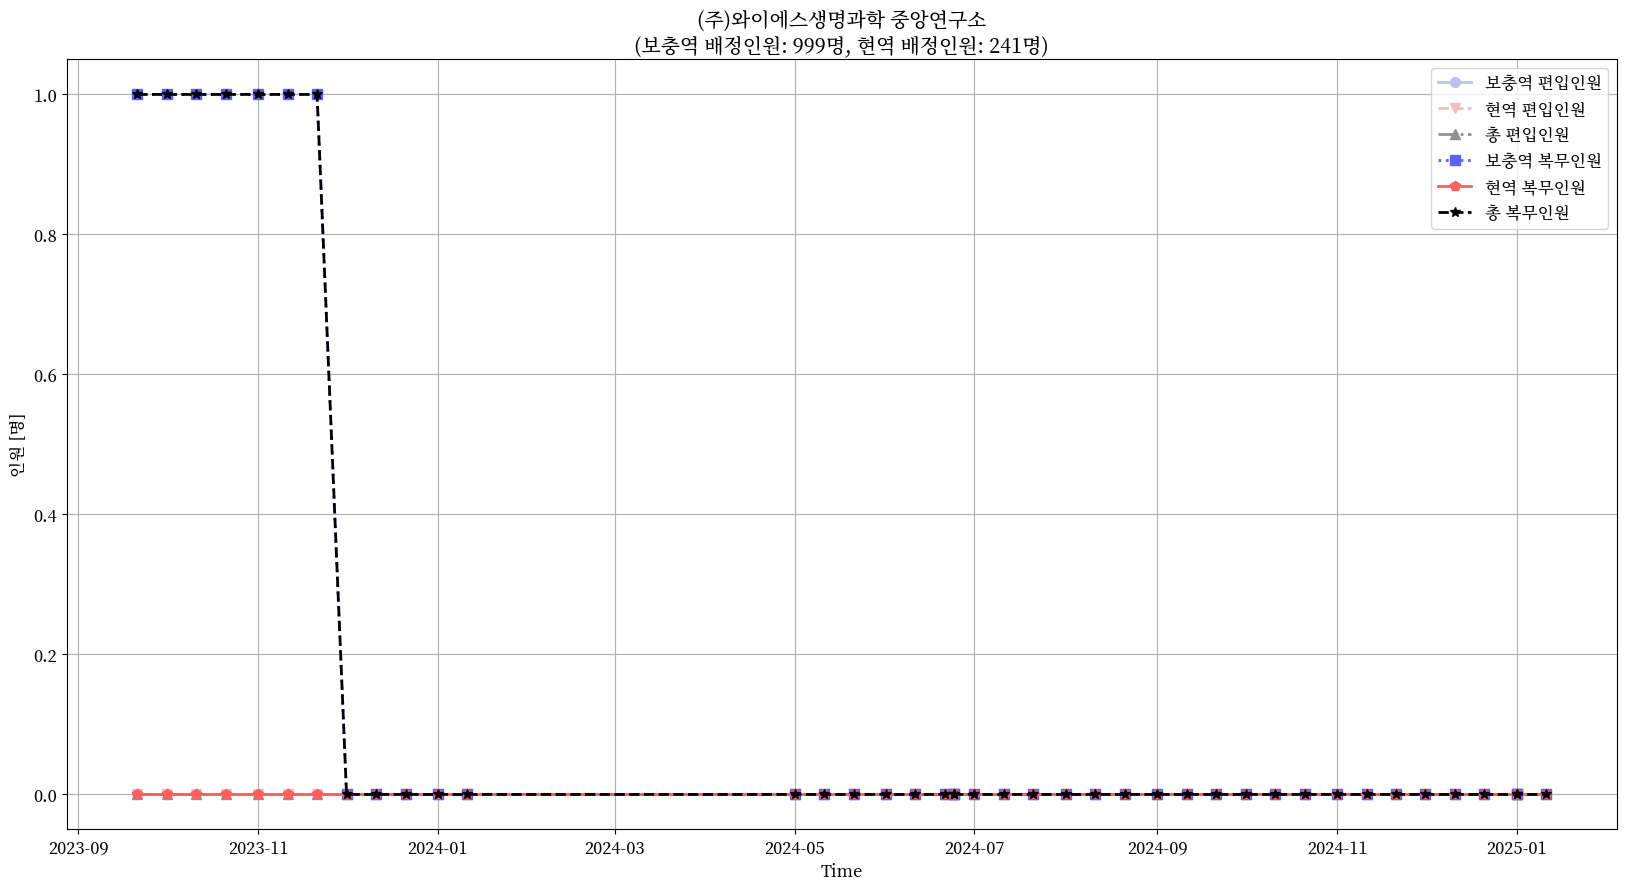 (주)와이에스생명과학 중앙연구소
(보충역 배정인원: 999명, 현역 배정인원: 241명)
보충역 편입인원
현역 편입인원
총 편입인원
보충역 복무인원
현역 복무인원
총 복무인원
인원 [명]
1.0
0.8
0.6
0.4
0.2
0.0
2023-09
2023-11
2024-01
2024-03
2024-05
2024-07
2024-09
2024-11
2025-01
Time